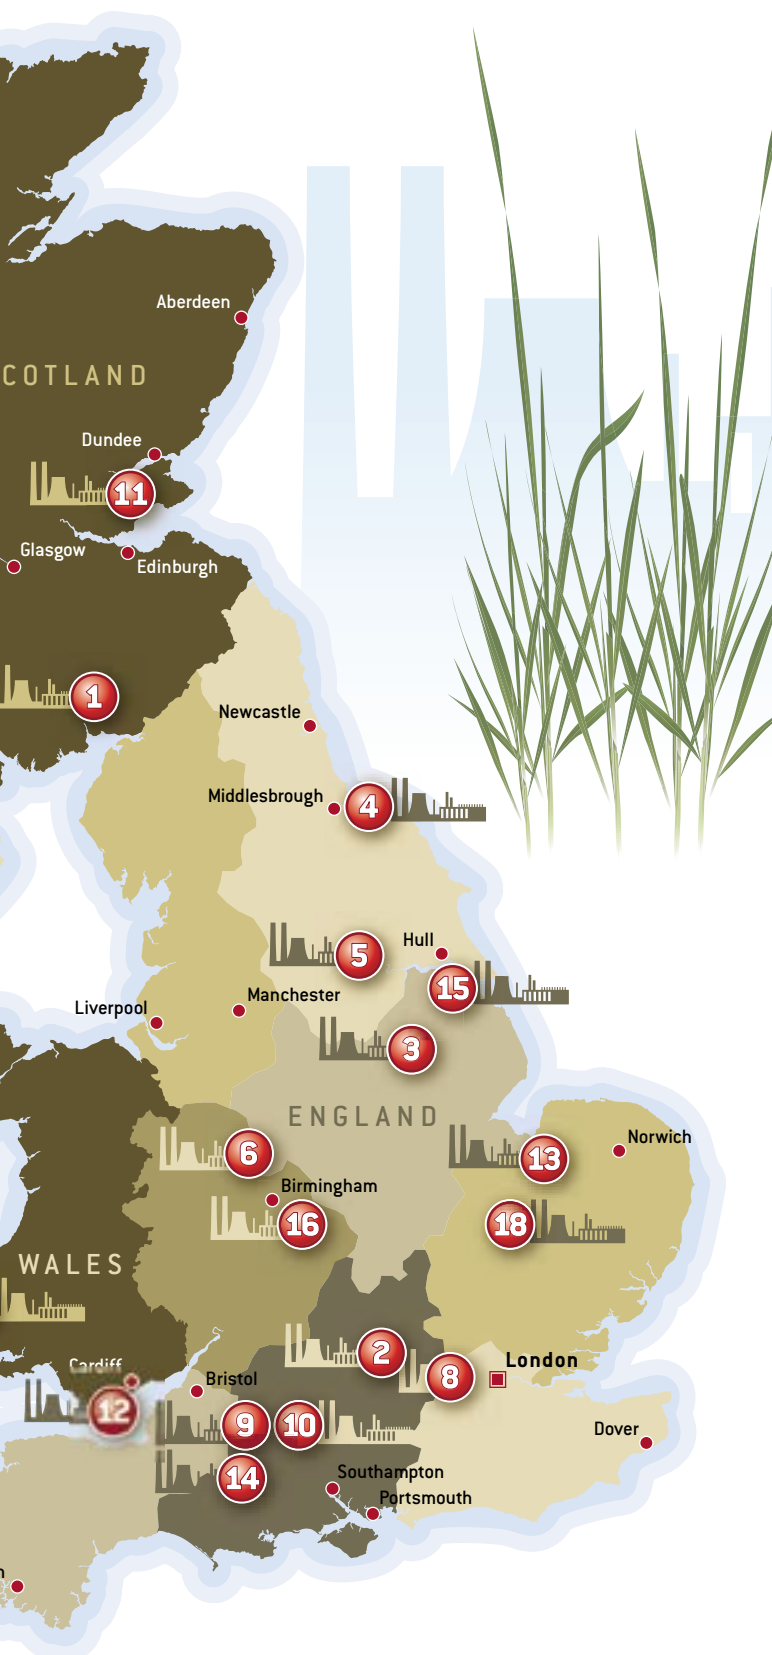 Aberdeen
COTLAND
Dundee
11
Glasgow
Edinburgh
1
Newcastle
Middlesbrough
4
5
Hull
15
Liverpool
Manchester
3
ENGLAND
6
13
Norwich
Birmingham
16
18
WALES
2
London
Cardiff
8
Bristol
12
9
10
Dover
14
Southampton
Portsmouth
n